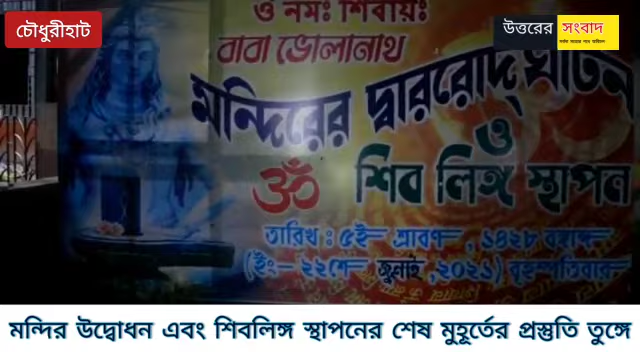 চৌধুরীহাট
উত্তরের সংবাদ
ওঁ নমঃ শিবায়ঃ
বাবা ভোলানাথ
মন্দিরের দ্বাররোদ্ঘাটন
ও
ॐ শিব লিঙ্গ স্থাপন
তারিখ : ৫ই শ্রাবণ, ১৪২৮ বঙ্গাব্দ
(ইং- ২২শে জুলাই, ২০২১) বৃহস্পতিবার
মন্দির উদ্বোধন এবং শিবলিঙ্গ স্থাপনের শেষ মুহূর্তের প্রস্তুতি তুঙ্গে